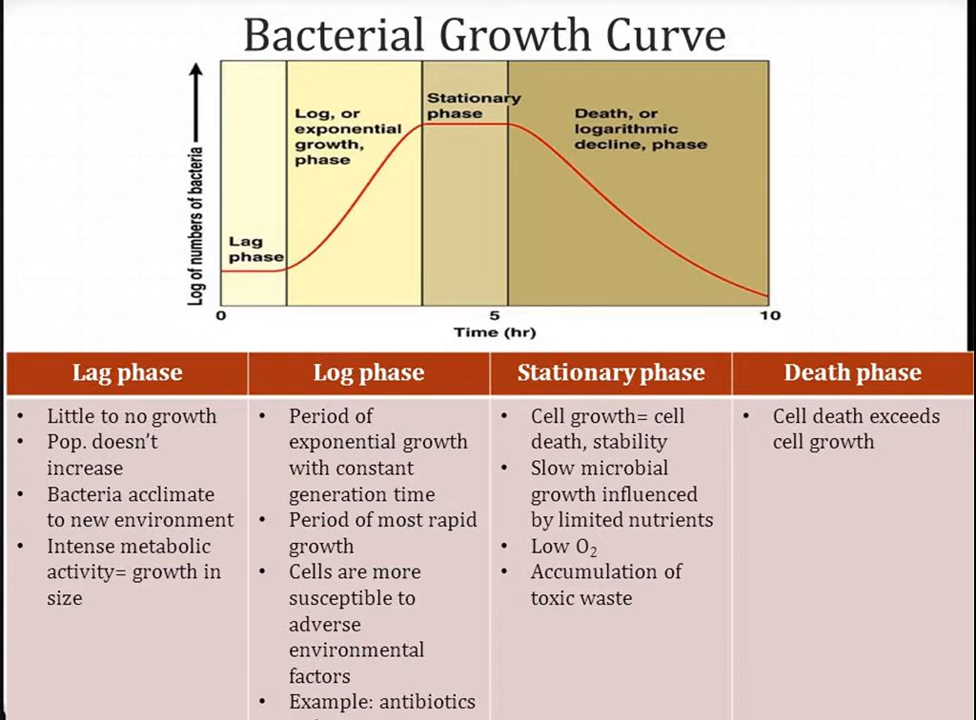 Bacterial Growth Curve
Log of numbers of bacteria
Lag
phase
Log, or
exponential
growth,
phase
Stationary
phase
Death, or
logarithmic
decline, phase
0
5
10
Time (hr)
Lag phase
Log phase
Stationary phase
Death phase
• Little to no growth
• Pop. doesn't
increase
• Bacteria acclimate
to new environment
• Intense metabolic
activity= growth in
size
• Period of
exponential growth
with constant
generation time
• Period of most rapid
growth
• Cells are more
susceptible to
adverse
environmental
factors
• Example: antibiotics
• Cell growth= cell
death, stability
• Slow microbial
growth influenced
by limited nutrients
• Low O₂
• Accumulation of
toxic waste
• Cell death exceeds
cell growth